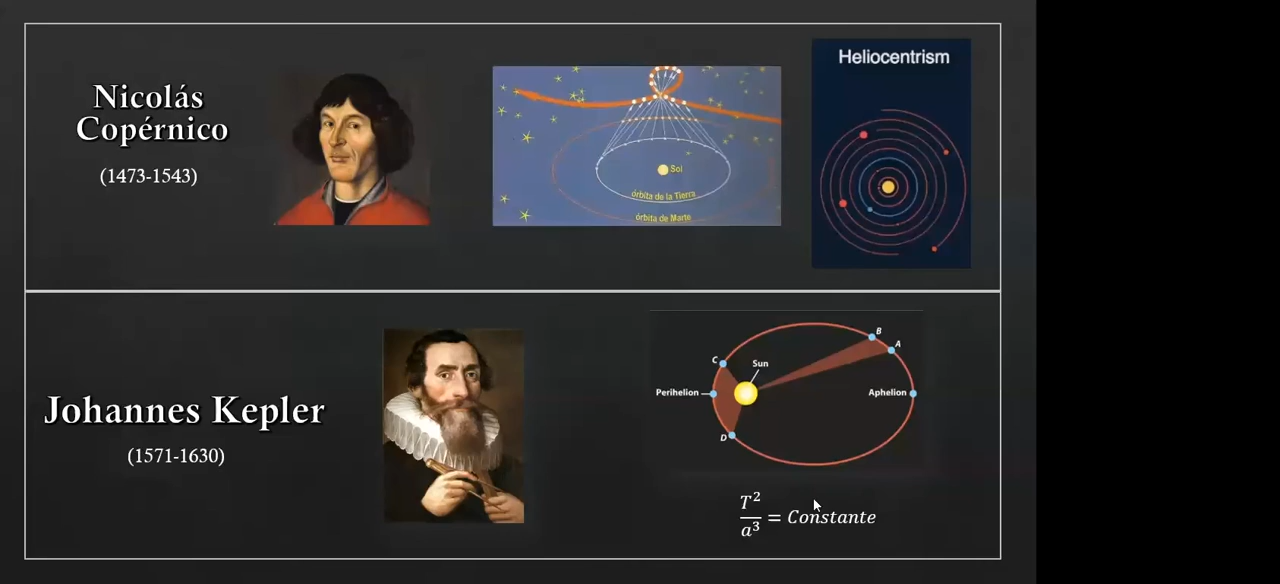 Nicolás
Copérnico
(1473-1543)
Sol
órbita de la Tierra
órbita de Marte
Heliocentrism
Johannes Kepler
(1571-1630)
B
A
C
Sun
Perihelion
Aphelion
D
T²/a³ = Constante